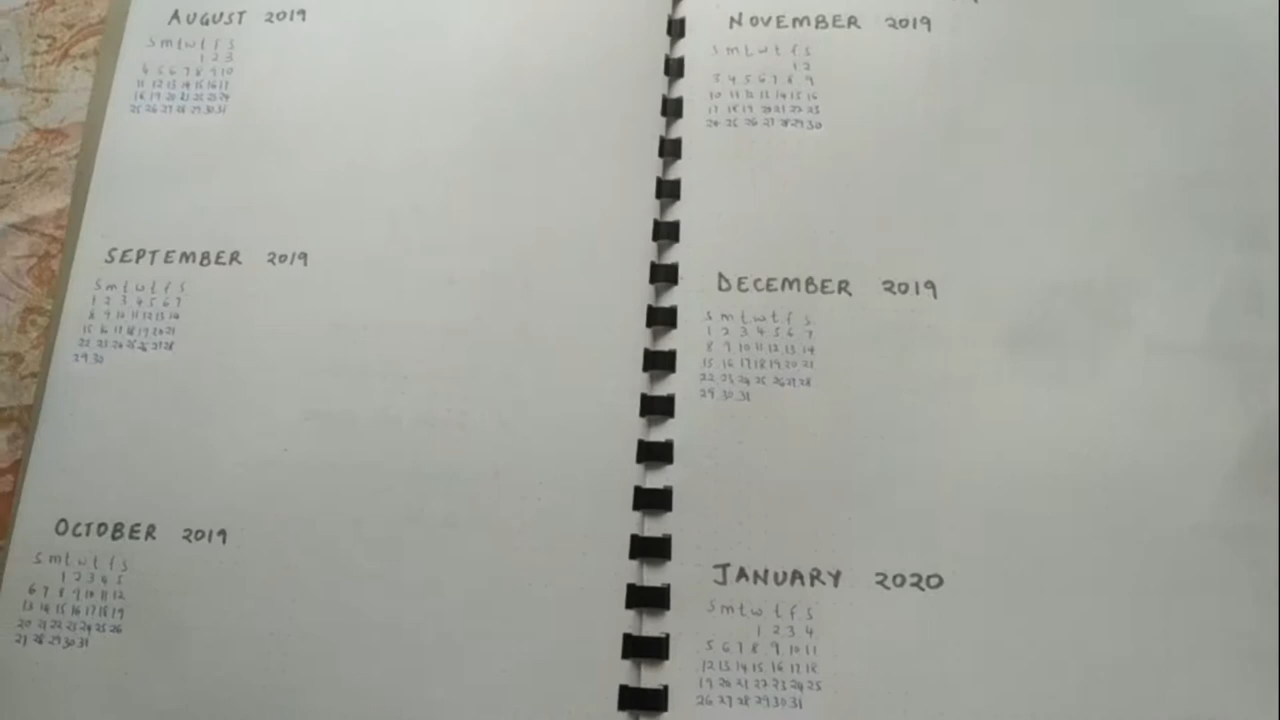 AUGUST 2019
S m t w t f s
1 2 3
4 5 6 7 8 9 10
11 12 13 14 15 16 17
18 19 20 21 22 23 24
25 26 27 28 29 30 31
SEPTEMBER 2019
S m t w t f s
1 2 3 4 5 6 7
8 9 10 11 12 13 14
15 16 17 18 19 20 21
22 23 24 25 26 27 28
29 30
OCTOBER 2019
S m t w t f s
1 2 3 4 5
6 7 8 9 10 11 12
13 14 15 16 17 18 19
20 21 22 23 24 25 26
27 28 29 30 31
NOVEMBER 2019
S m t w t f s
1 2
3 4 5 6 7 8 9
10 11 12 13 14 15 16
17 18 19 20 21 22 23
24 25 26 27 28 29 30
DECEMBER 2019
S m t w t f s
1 2 3 4 5 6 7
8 9 10 11 12 13 14
15 16 17 18 19 20 21
22 23 24 25 26 27 28
29 30 31
JANUARY 2020
S m t w t f s
1 2 3 4
5 6 7 8 9 10 11
12 13 14 15 16 17 18
19 20 21 22 23 24 25
26 27 28 29 30 31